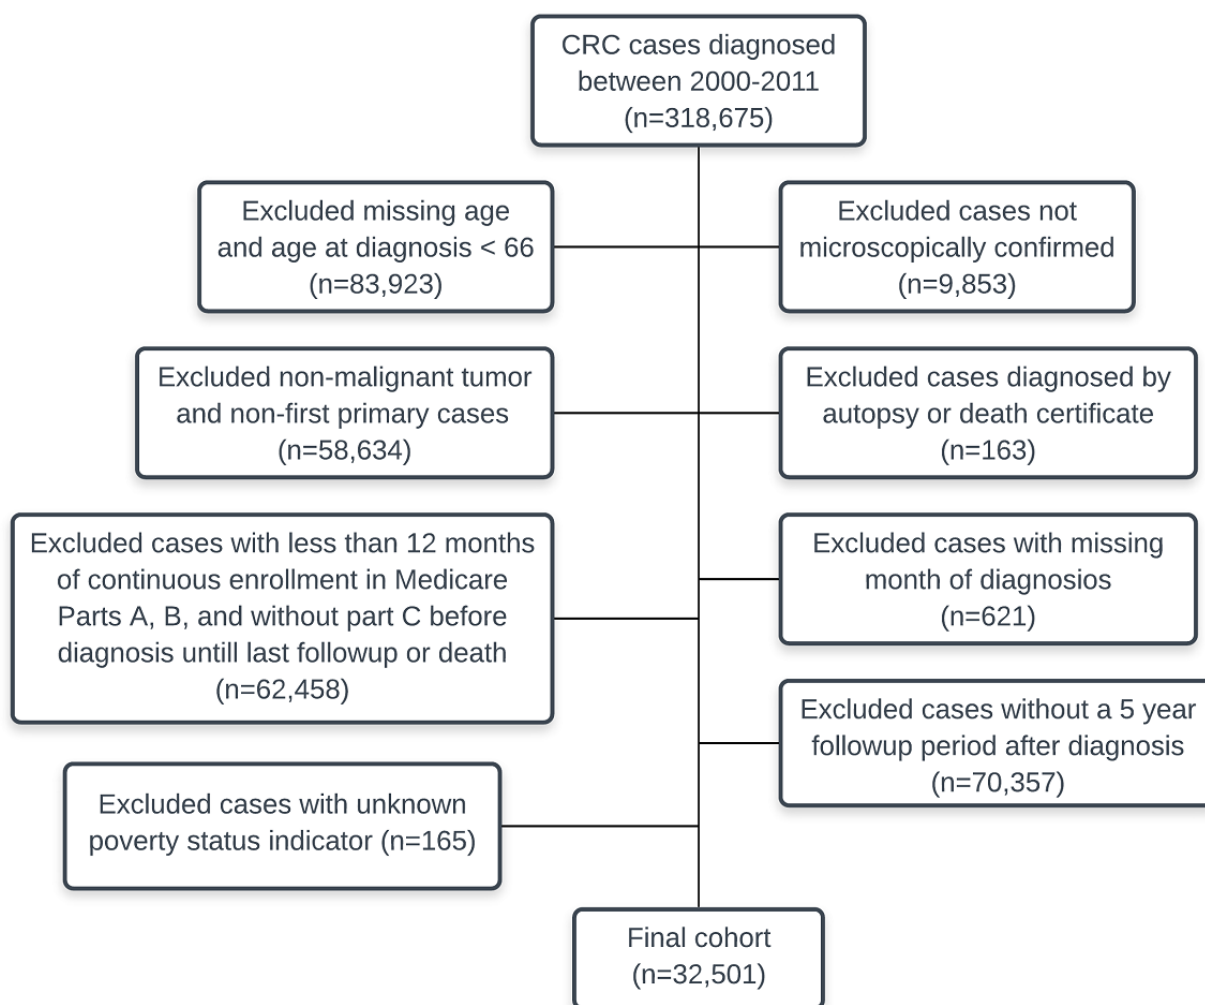 CRC cases diagnosed
between 2000-2011
(n=318,675)
Excluded missing age
and age at diagnosis < 66
(n=83,923)
Excluded cases not
microscopically confirmed
(n=9,853)
Excluded non-malignant tumor
and non-first primary cases
(n=58,634)
Excluded cases diagnosed by
autopsy or death certificate
(n=163)
Excluded cases with less than 12 months
of continuous enrollment in Medicare
Parts A, B, and without part C before
diagnosis untill last followup or death
(n=62,458)
Excluded cases with missing
month of diagnosios
(n=621)
Excluded cases without a 5 year
followup period after diagnosis
(n=70,357)
Excluded cases with unknown
poverty status indicator (n=165)
Final cohort
(n=32,501)